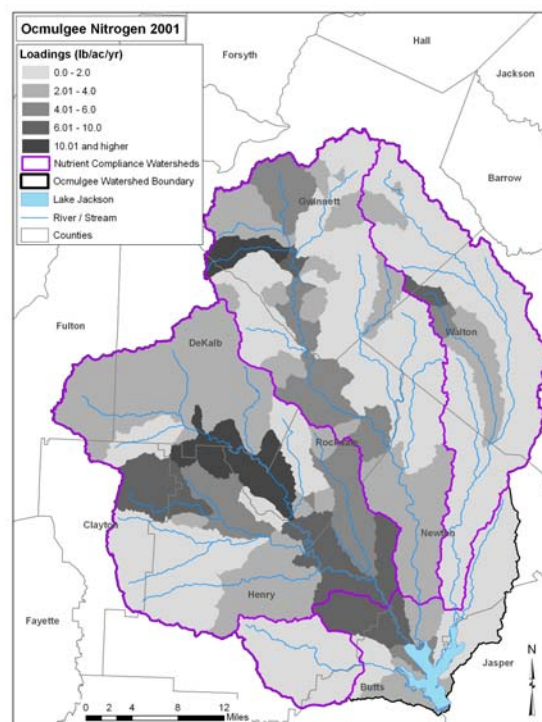 Ocmulgee Nitrogen 2001
Loadings (lb/ac/yr)
0.0 - 2.0
2.01 - 4.0
4.01 - 6.0
6.01 - 10.0
10.01 and higher
Nutrient Compliance Watersheds
Ocmulgee Watershed Boundary
Lake Jackson
River / Stream
Counties
Hall
Forsyth
Jackson
Barrow
Gwinnett
Fulton
Walton
DeKalb
Rockdale
Clayton
Newton
Henry
Fayette
Jasper
Butts
N
0 2 4 8 12
Miles